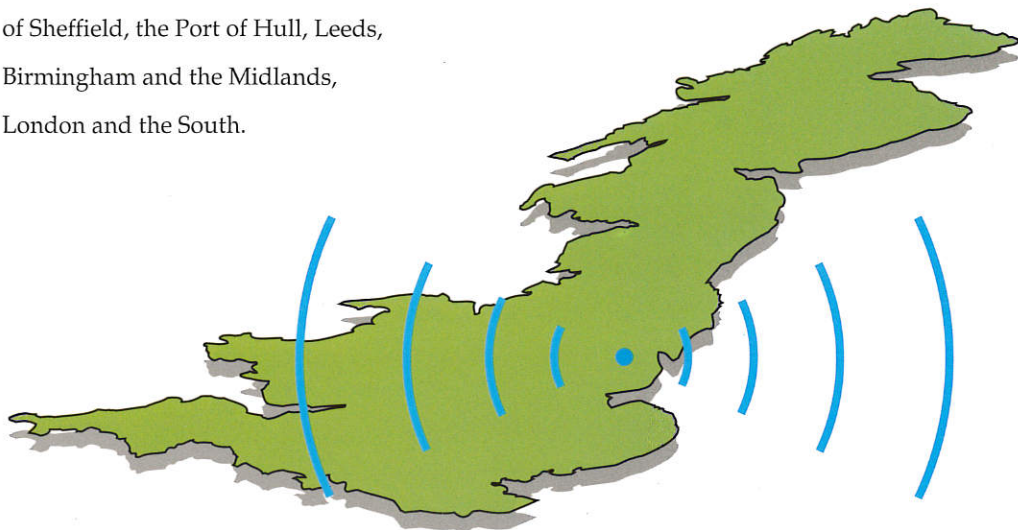 of Sheffield, the Port of Hull, Leeds,
Birmingham and the Midlands,
London and the South.